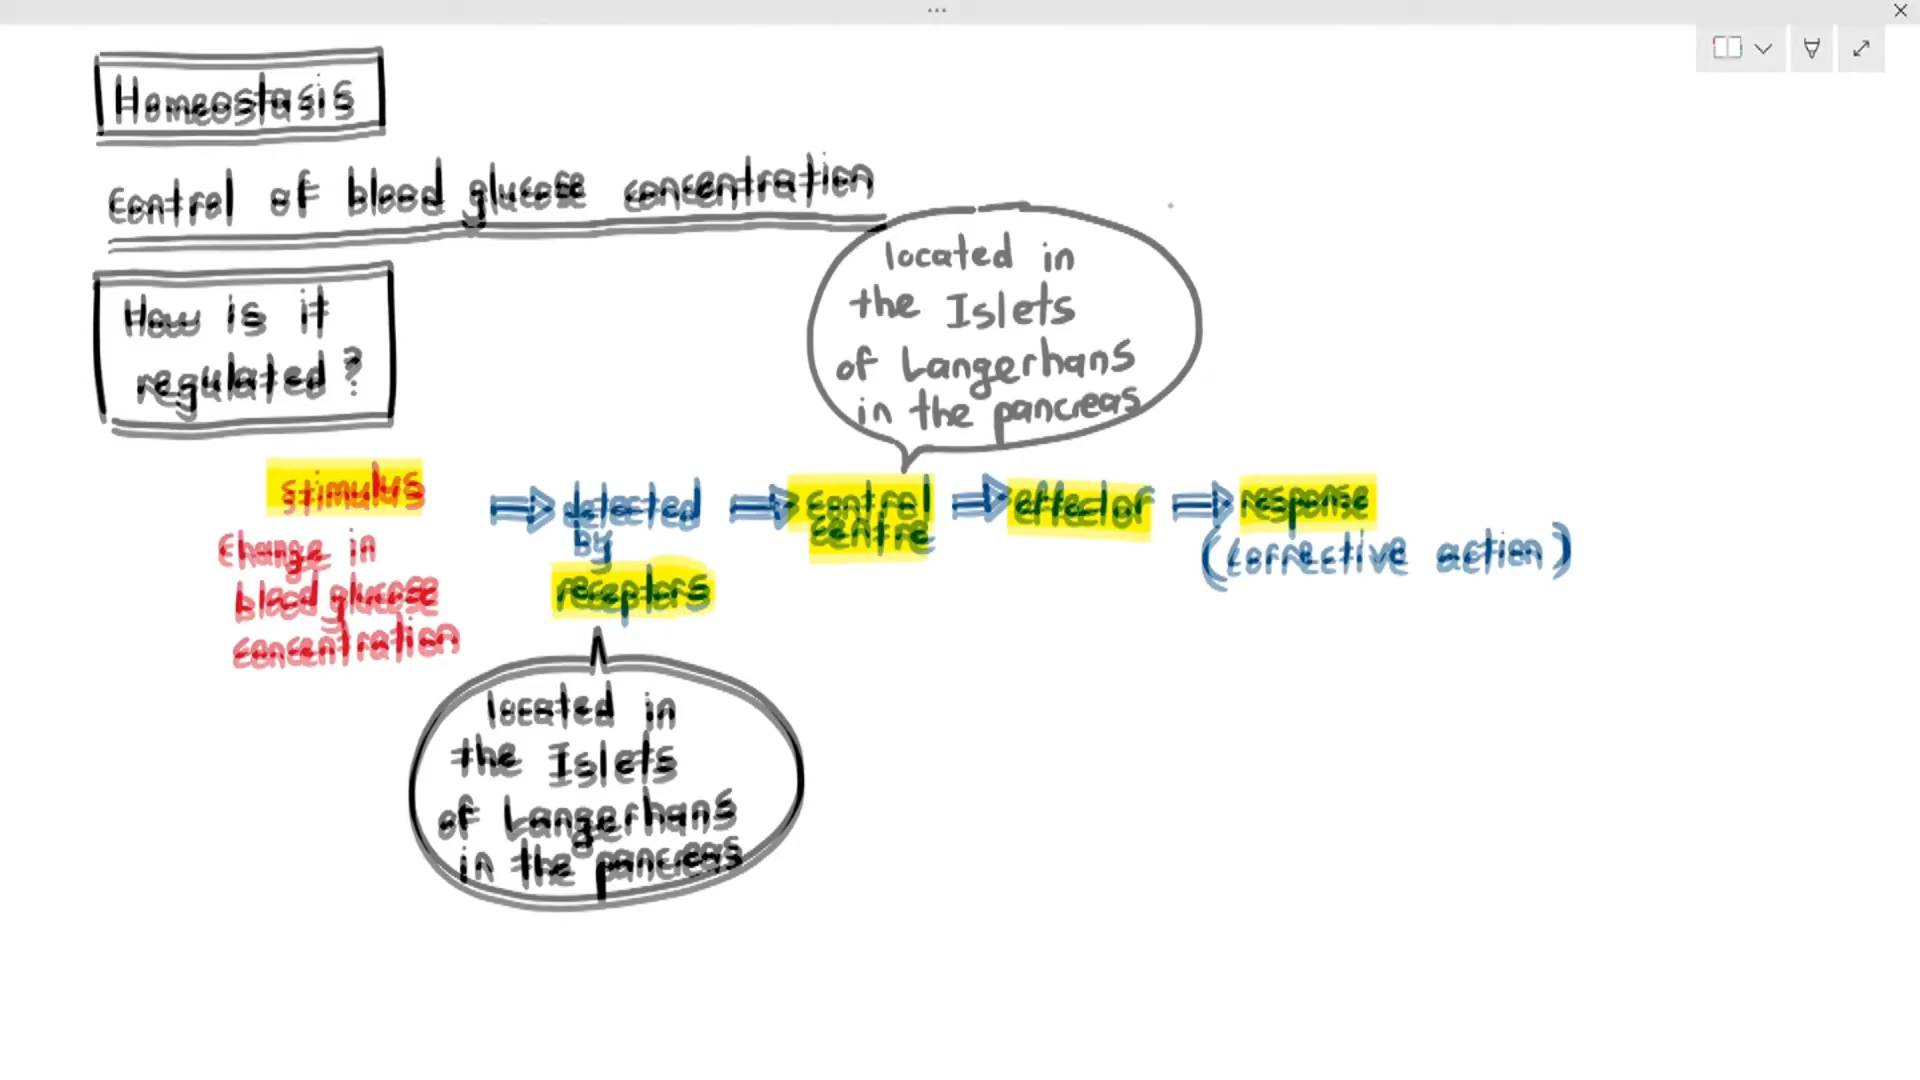 Homeostasis
Control of blood glucose concentration
How is it
regulated?
located in
the Islets
of Langerhans
in the pancreas
stimulus
change in
blood glucose
concentration
⇒ detected
by
receptors
⇒ control
centre
⇒ effector
⇒ response
(corrective action)
located in
the Islets
of Langerhans
in the pancreas